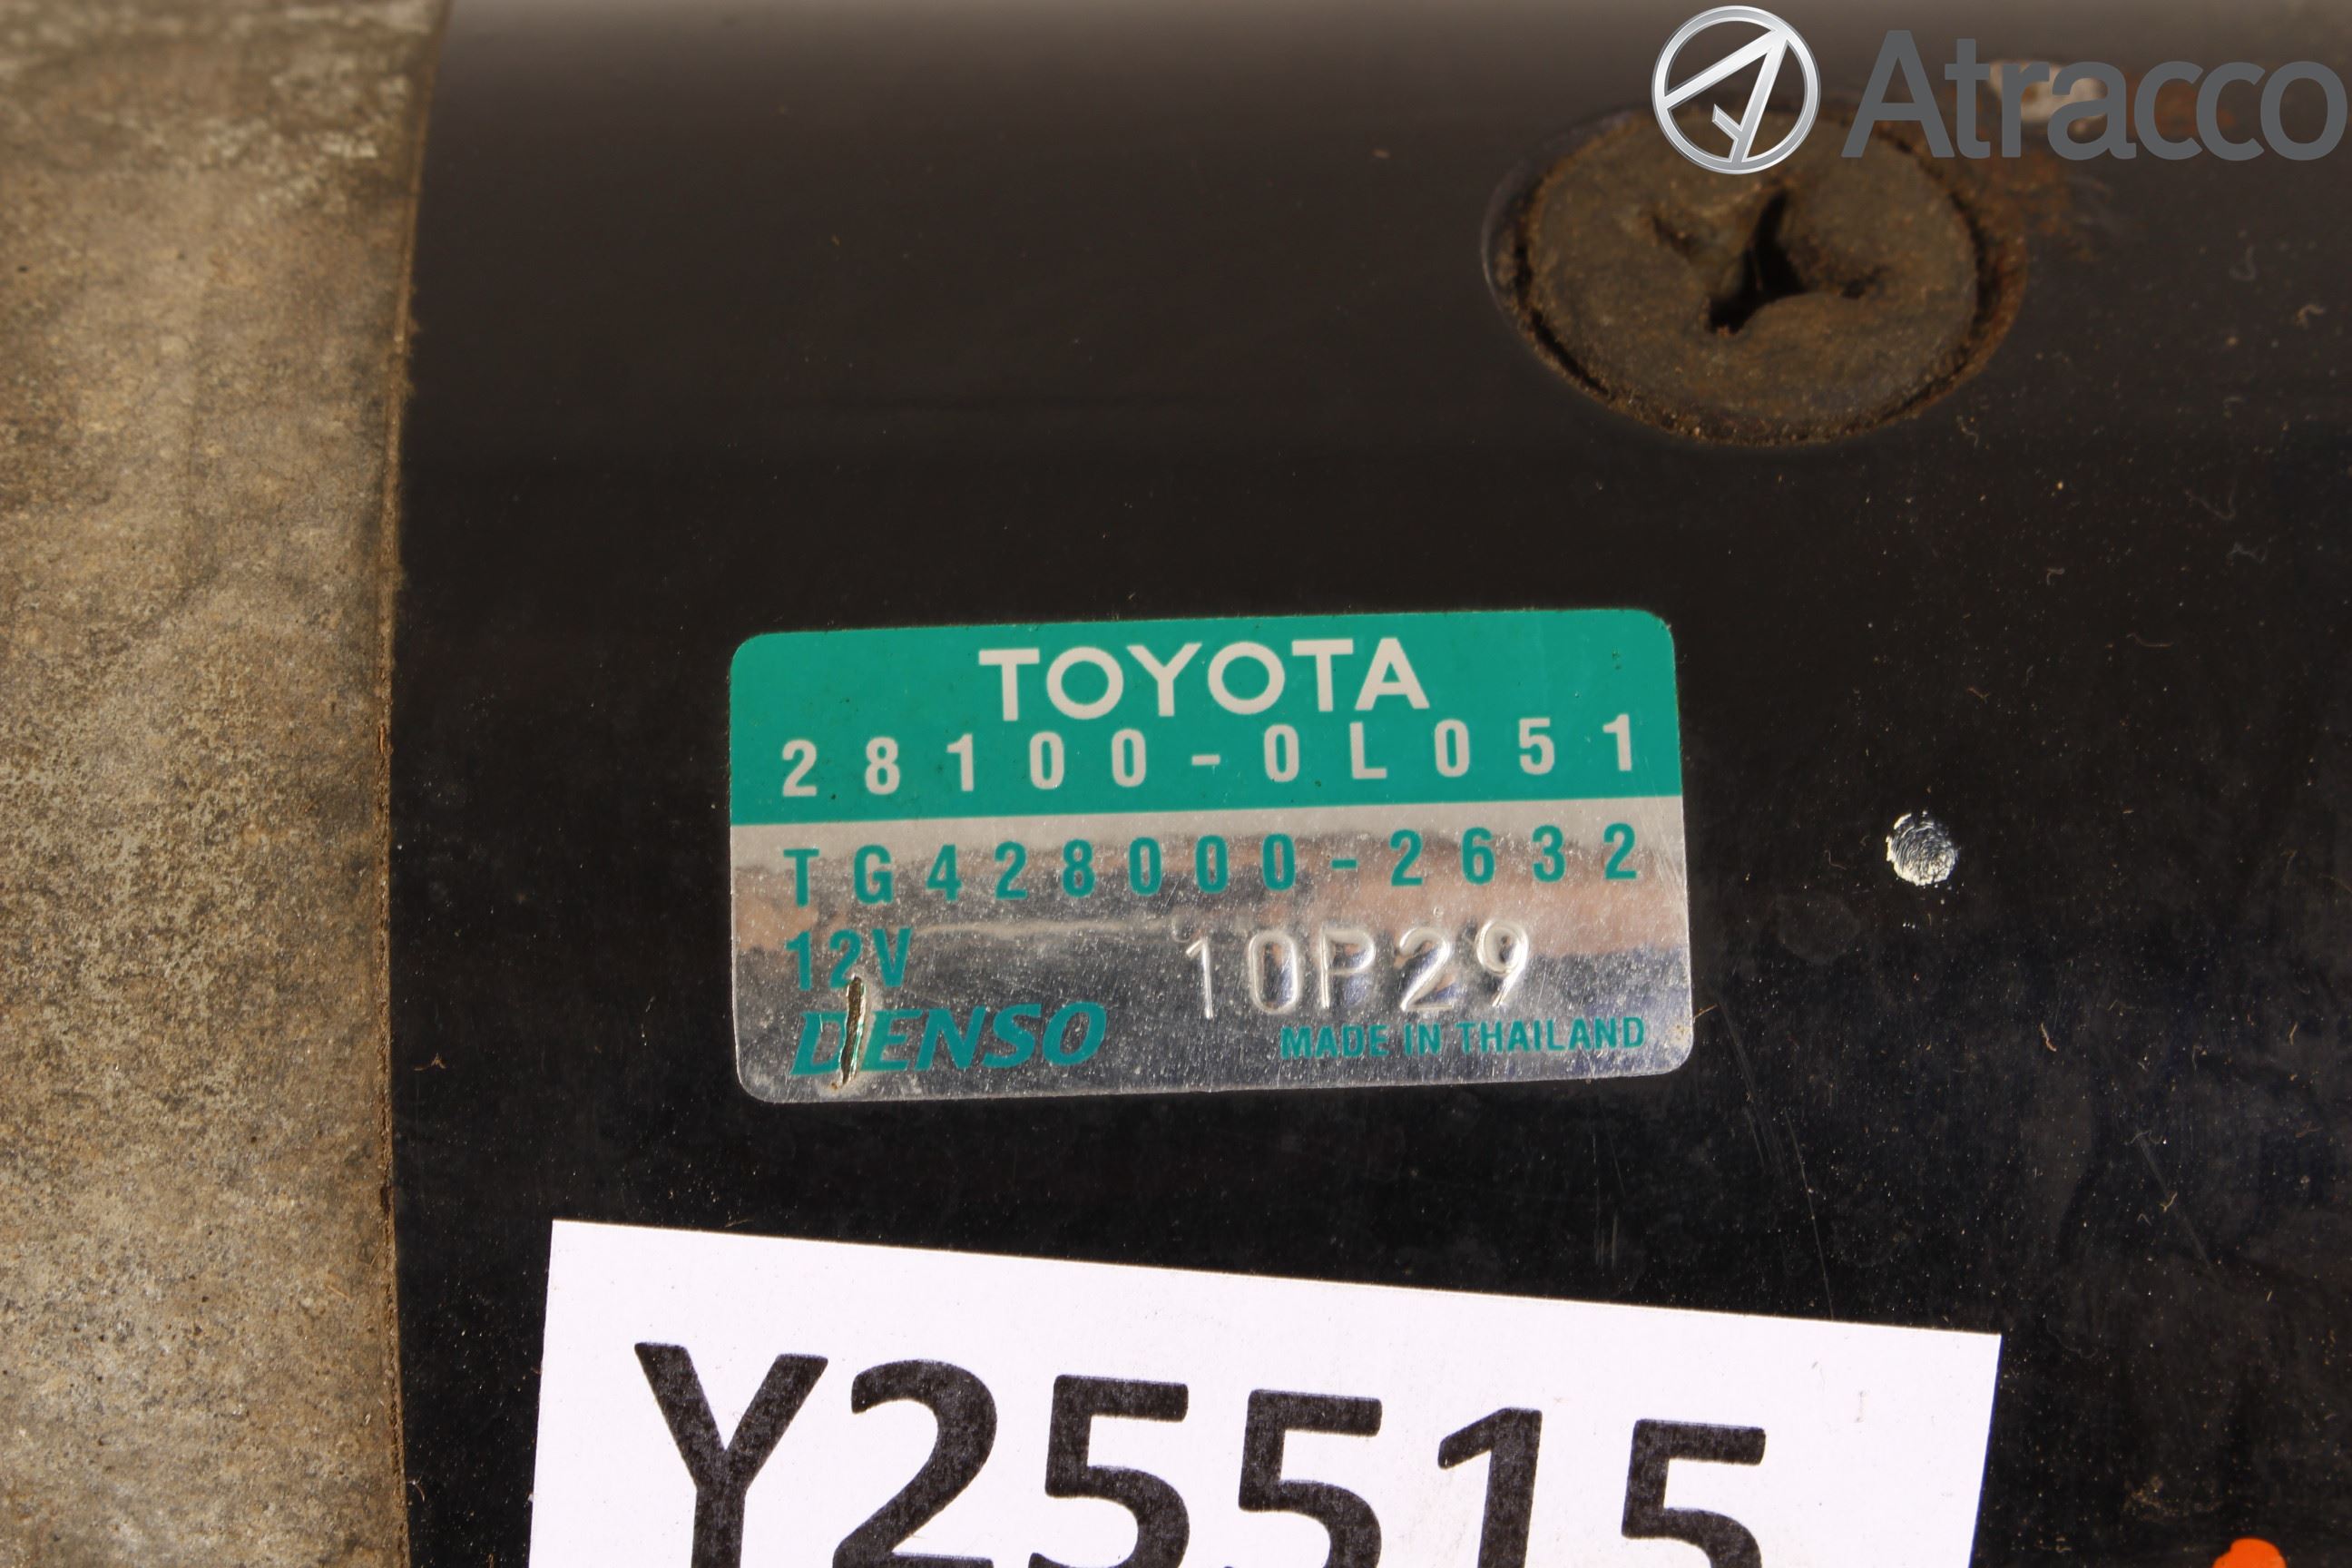 Atracco
TOYOTA
28100-0L051
TG428000-2632
12V 10P29
DENSO MADE IN THAILAND
Y25515